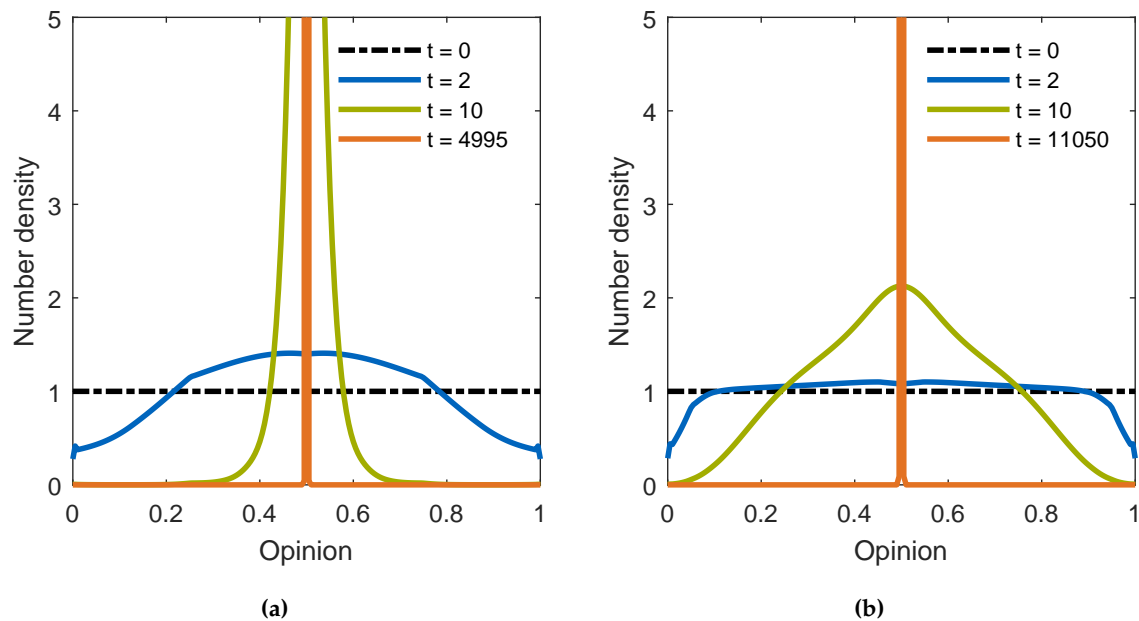 5
4
3
2
1
0
Number density
0 0.2 0.4 0.6 0.8 1
Opinion
t = 0
t = 2
t = 10
t = 4995
(a)
5
4
3
2
1
0
Number density
0 0.2 0.4 0.6 0.8 1
Opinion
t = 0
t = 2
t = 10
t = 11050
(b)